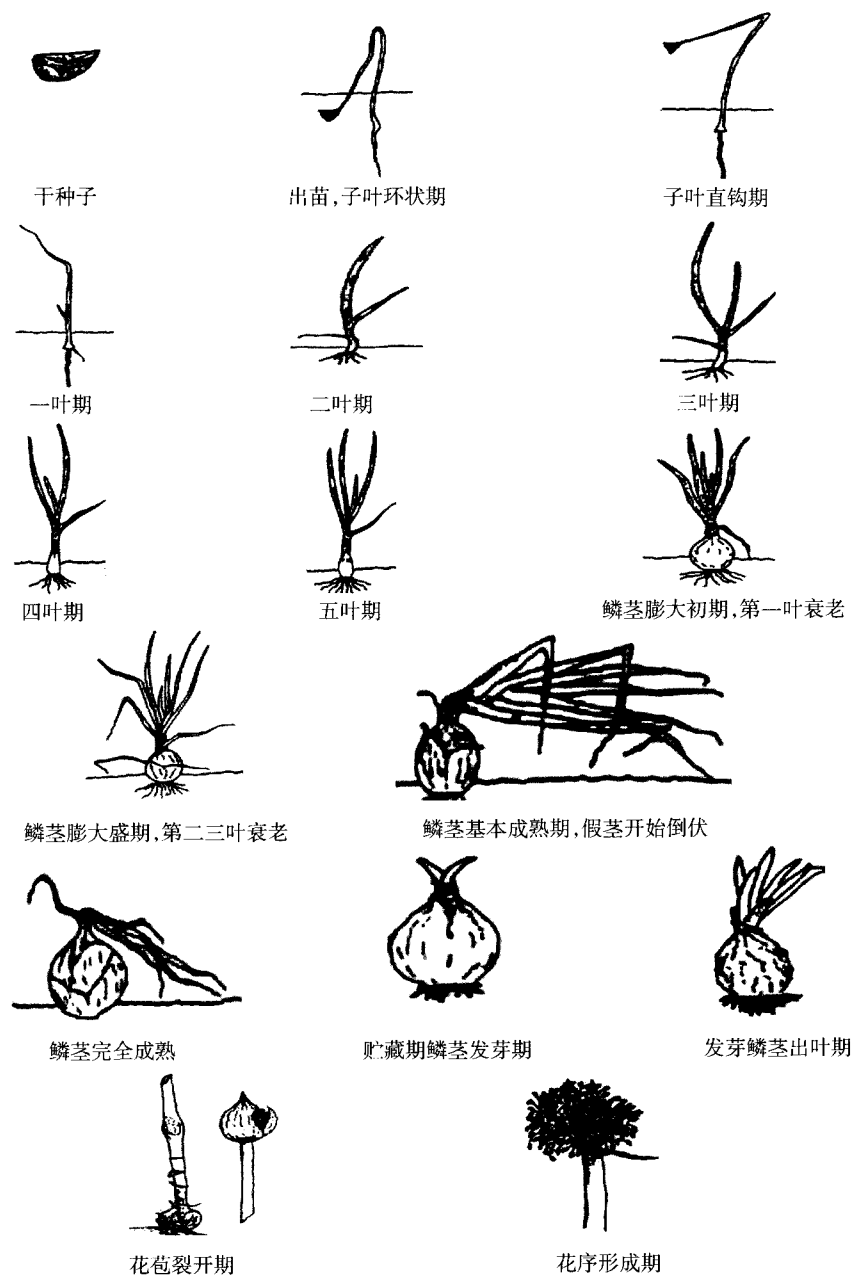 干种子
出苗,子叶环状期
子叶直钩期
一叶期
二叶期
三叶期
四叶期
五叶期
鳞茎膨大初期,第一叶衰老
鳞茎膨大盛期,第二三叶衰老
鳞茎基本成熟期,假茎开始倒伏
鳞茎完全成熟
贮藏期鳞茎发芽期
发芽鳞茎出叶期
花苞裂开期
花序形成期